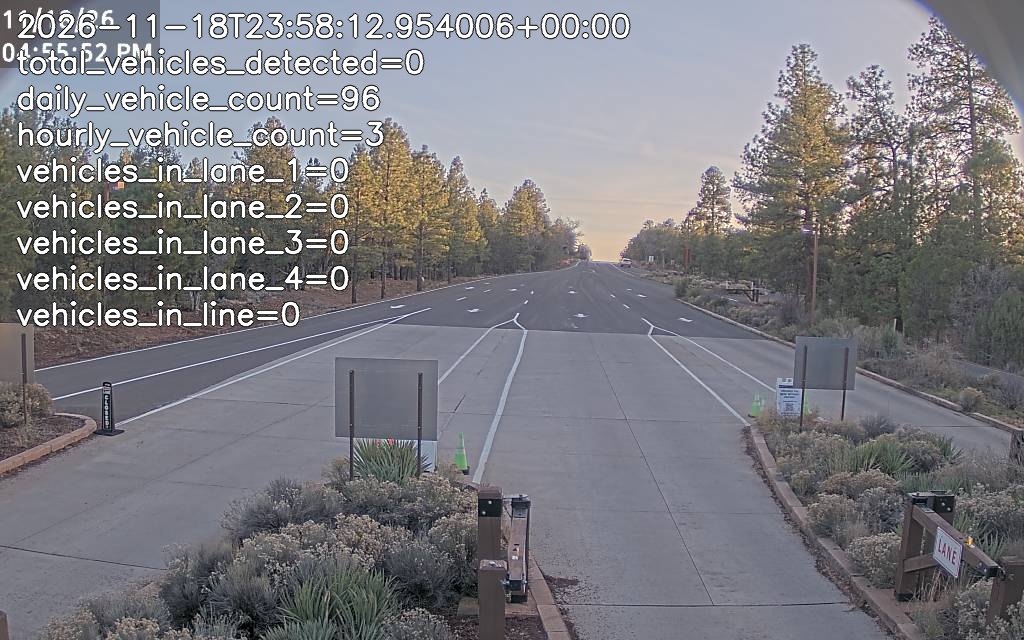 2026-11-18T23:58:12.954006+00:00
04:55:52 PM
total_vehicles_detected=0
daily_vehicle_count=96
hourly_vehicle_count=3
vehicles_in_lane_1=0
vehicles_in_lane_2=0
vehicles_in_lane_3=0
vehicles_in_lane_4=0
vehicles_in_line=0
CLOSED
LANE